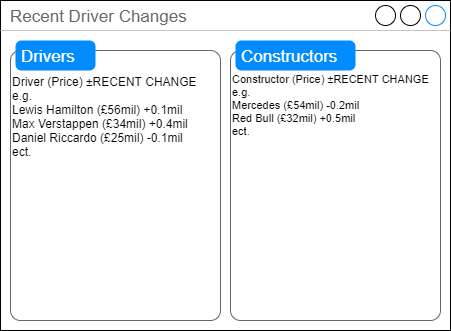 Recent Driver Changes
Drivers
Driver (Price) ±RECENT CHANGE
e.g.
Lewis Hamilton (£56mil) +0.1mil
Max Verstappen (£34mil) +0.4mil
Daniel Riccardo (£25mil) -0.1mil
ect.
Constructors
Constructor (Price) ±RECENT CHANGE
e.g.
Mercedes (£54mil) -0.2mil
Red Bull (£32mil) +0.5mil
ect.